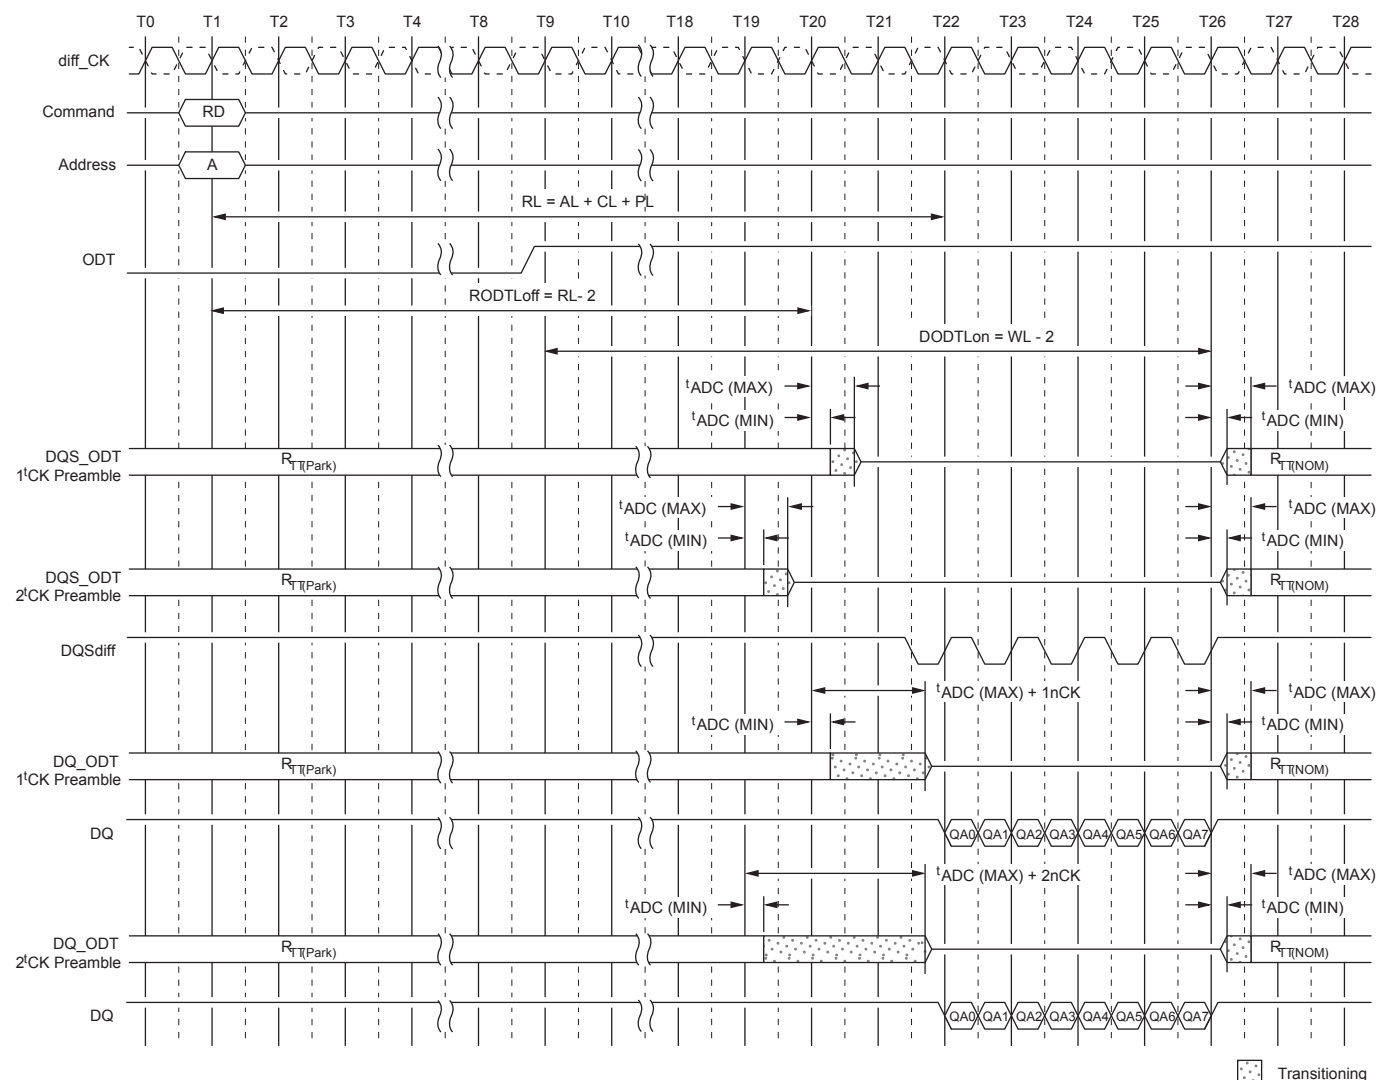 T0 T1 T2 T3 T4 T8 T9 T10 T18 T19 T20 T21 T22 T23 T24 T25 T26 T27 T28
diff_CK
Command RD
Address A
RL = AL + CL + PL
ODT
RODTLoff = RL- 2
DODTLon = WL - 2
tADC (MAX) tADC (MAX)
tADC (MIN) tADC (MIN)
DQS_ODT
1tCK Preamble
RTT(Park) RTT(NOM)
tADC (MAX) tADC (MAX)
tADC (MIN) tADC (MIN)
DQS_ODT
2tCK Preamble
RTT(Park) RTT(NOM)
DQSdiff
tADC (MAX) + 1nCK tADC (MAX)
tADC (MIN) tADC (MIN)
DQ_ODT
1tCK Preamble
RTT(Park) RTT(NOM)
DQ QA0 QA1 QA2 QA3 QA4 QA5 QA6 QA7
tADC (MAX) + 2nCK tADC (MAX)
tADC (MIN) tADC (MIN)
DQ_ODT
2tCK Preamble
RTT(Park) RTT(NOM)
DQ QA0 QA1 QA2 QA3 QA4 QA5 QA6 QA7
Transitioning